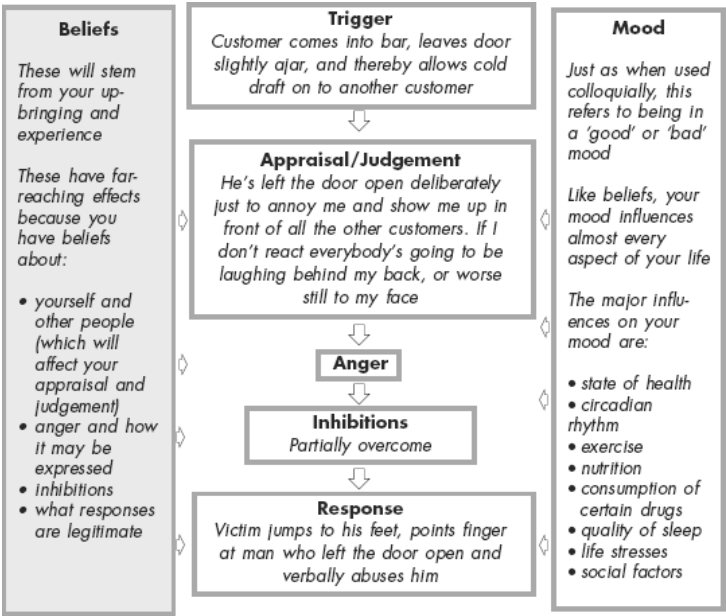 Beliefs
These will stem
from your up-
bringing and
experience
These have far-
reaching effects
because you
have beliefs
about:
• yourself and
other people
(which will
affect your
appraisal and
judgement)
• anger and how
it may be
expressed
• inhibitions
• what responses
are legitimate
Trigger
Customer comes into bar, leaves door
slightly ajar, and thereby allows cold
draft on to another customer
Appraisal/Judgement
He's left the door open deliberately
just to annoy me and show me up in
front of all the other customers. If I
don't react everybody's going to be
laughing behind my back, or worse
still to my face
Anger
Inhibitions
Partially overcome
Response
Victim jumps to his feet, points finger
at man who left the door open and
verbally abuses him
Mood
Just as when used
colloquially, this
refers to being in
a 'good' or 'bad'
mood
Like beliefs, your
mood influences
almost every
aspect of your life
The major influ-
ences on your
mood are:
• state of health
• circadian
rhythm
• exercise
• nutrition
• consumption of
certain drugs
• quality of sleep
• life stresses
• social factors